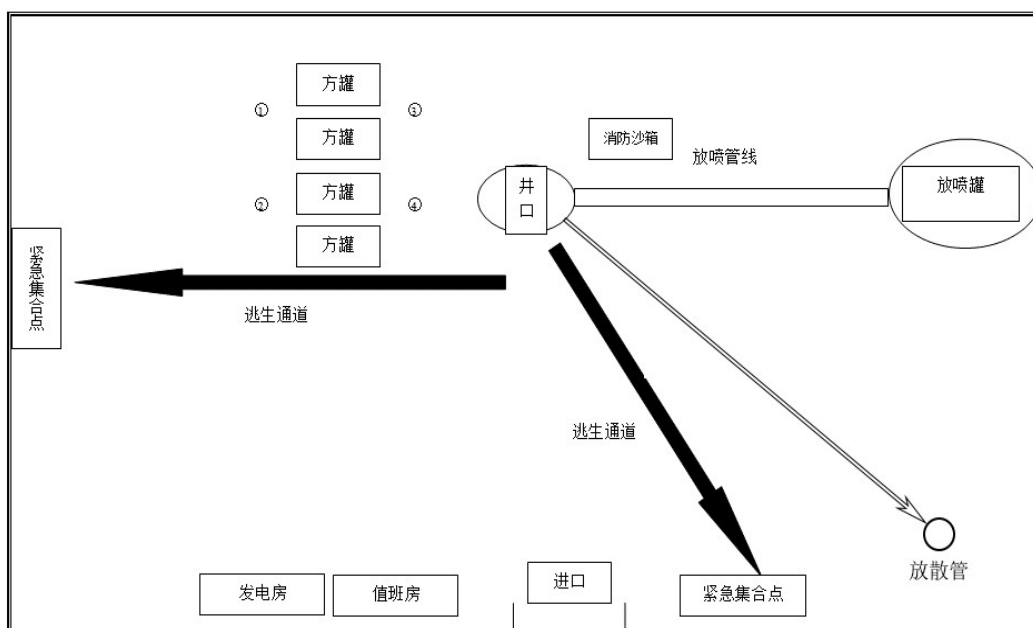 方罐
①
③
方罐
消防沙箱
放喷管线
井
口
放喷罐
方罐
②
④
方罐
紧急集合点
逃生通道
逃生通道
放散管
发电房
值班房
进口
紧急集合点